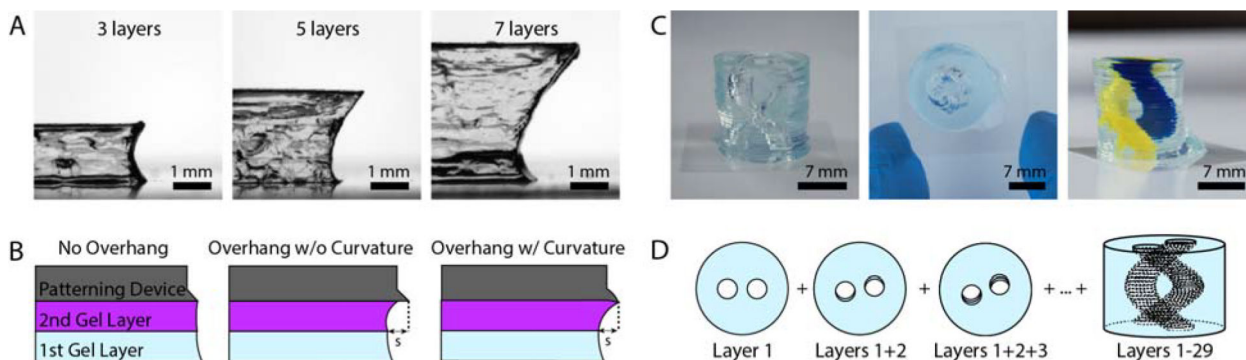 A
3 layers
5 layers
7 layers
1 mm
1 mm
1 mm
C
7 mm
7 mm
7 mm
B
No Overhang
Overhang w/o Curvature
Overhang w/ Curvature
Patterning Device
2nd Gel Layer
1st Gel Layer
s
s
D
+
+
+ ... +
Layer 1
Layers 1+2
Layers 1+2+3
Layers 1-29